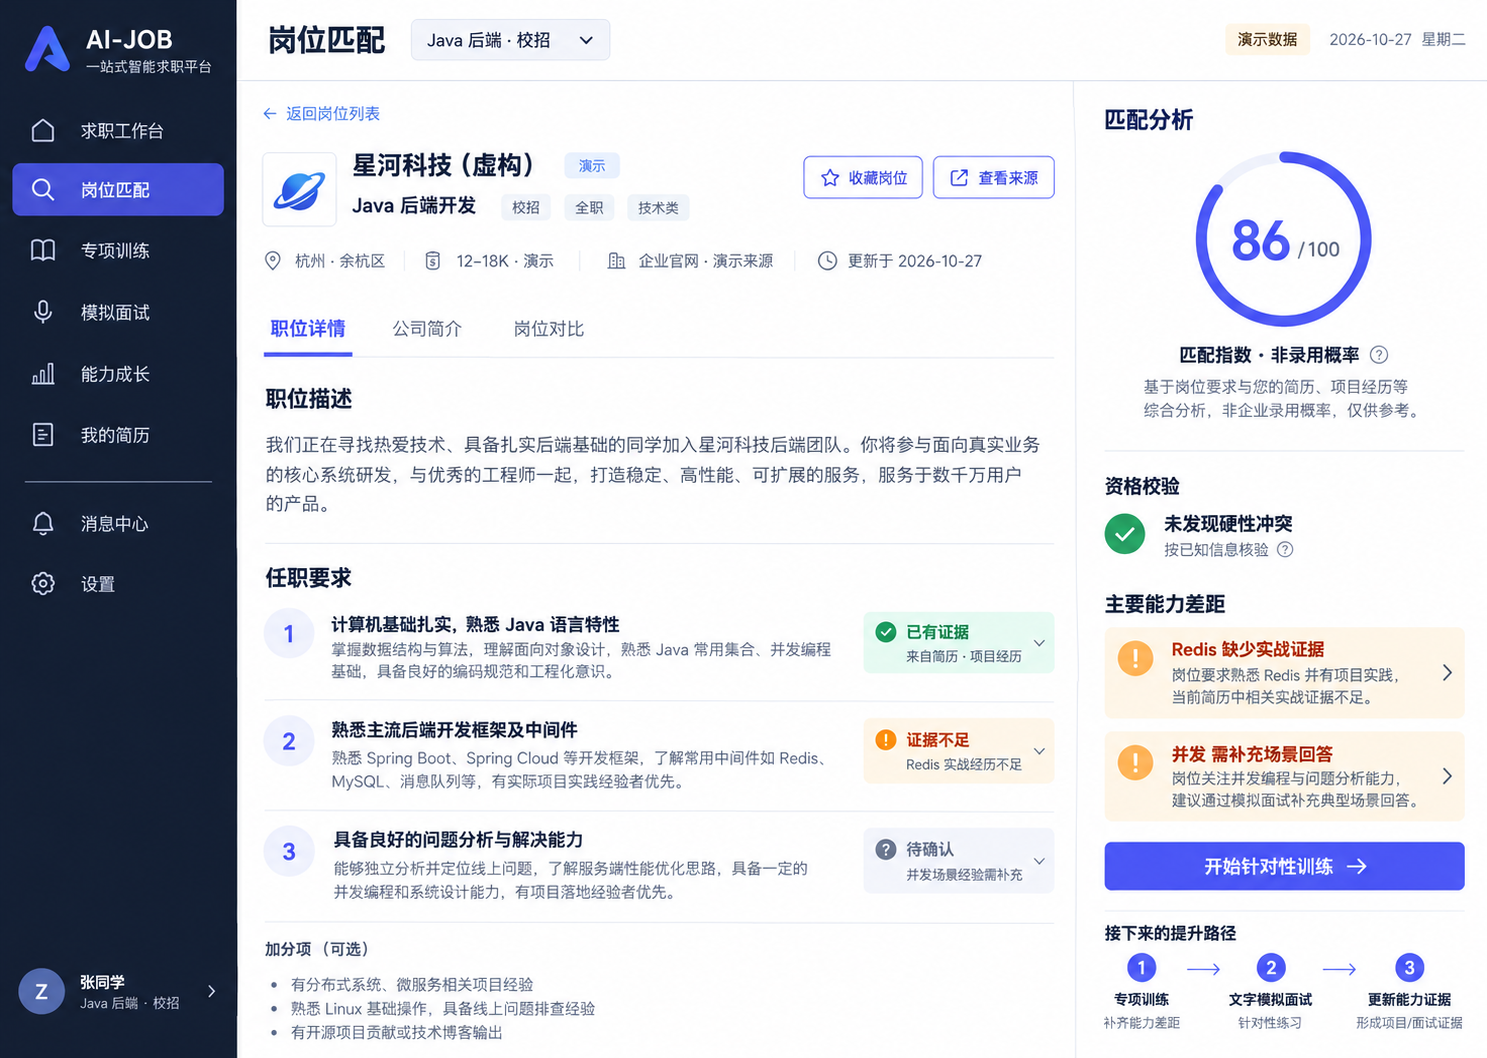 AI-JOB
一站式智能求职平台
求职工作台
岗位匹配
专项训练
模拟面试
能力成长
我的简历
消息中心
设置
Z
张同学
Java 后端 · 校招
岗位匹配
Java 后端 · 校招
演示数据
2026-10-27 星期二
← 返回岗位列表
星河科技（虚构）
演示
Java 后端开发
校招
全职
技术类
收藏岗位
查看来源
杭州 · 余杭区
12-18K · 演示
企业官网 · 演示来源
更新于 2026-10-27
职位详情
公司简介
岗位对比
职位描述
我们正在寻找热爱技术、具备扎实后端基础的同学加入星河科技后端团队。你将参与面向真实业务
的核心系统研发，与优秀的工程师一起，打造稳定、高性能、可扩展的服务，服务于数千万用户
的产品。
任职要求
1
计算机基础扎实，熟悉 Java 语言特性
掌握数据结构与算法，理解面向对象设计，熟悉 Java 常用集合、并发编程
基础，具备良好的编码规范和工程化意识。
已有证据
来自简历 · 项目经历
2
熟悉主流后端开发框架及中间件
熟悉 Spring Boot、Spring Cloud 等开发框架，了解常用中间件如 Redis、
MySQL、消息队列等，有实际项目实践经验者优先。
证据不足
Redis 实战经历不足
3
具备良好的问题分析与解决能力
能够独立分析并定位线上问题，了解服务端性能优化思路，具备一定的
并发编程和系统设计能力，有项目落地经验者优先。
待确认
并发场景经验需补充
加分项（可选）
• 有分布式系统、微服务相关项目经验
• 熟悉 Linux 基础操作，具备线上问题排查经验
• 有开源项目贡献或技术博客输出
匹配分析
86 /100
匹配指数 · 非录用概率
基于岗位要求与您的简历、项目经历等
综合分析，非企业录用概率，仅供参考。
资格校验
未发现硬性冲突
按已知信息核验
主要能力差距
Redis 缺少实战证据
岗位要求熟悉 Redis 并有项目实践，
当前简历中相关实战证据不足。
并发 需补充场景回答
岗位关注并发编程与问题分析能力，
建议通过模拟面试补充典型场景回答。
开始针对性训练 →
接下来的提升路径
1
专项训练
补齐能力差距
2
文字模拟面试
针对性练习
3
更新能力证据
形成项目/面试证据